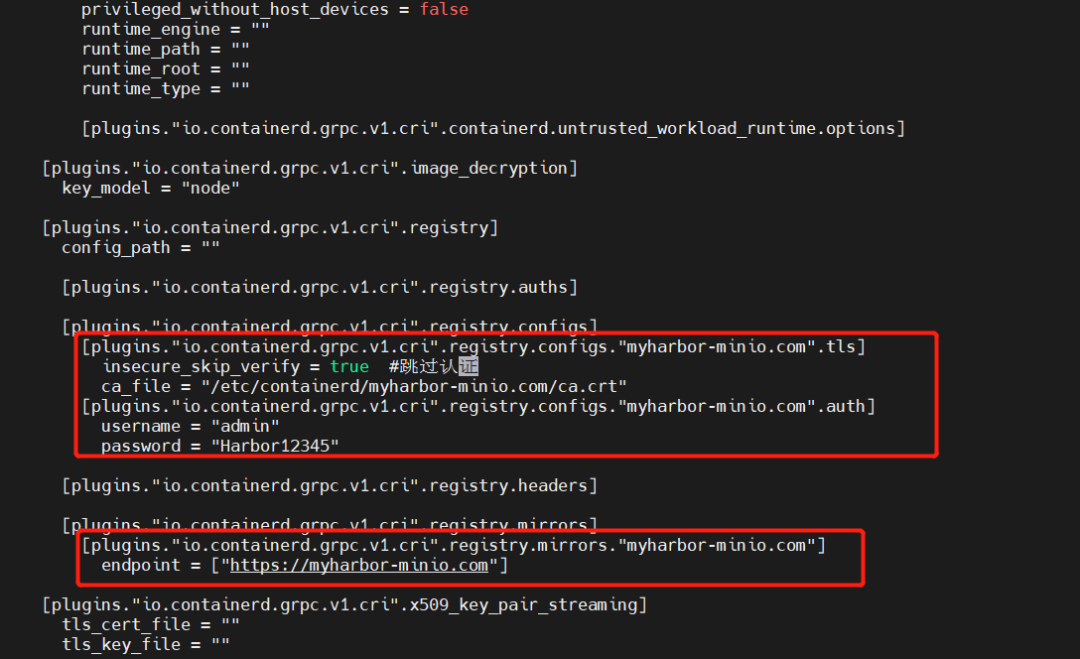 privileged_without_host_devices = false
runtime_engine = ""
runtime_path = ""
runtime_root = ""
runtime_type = ""
[plugins."io.containerd.grpc.v1.cri".containerd.untrusted_workload_runtime.options]
[plugins."io.containerd.grpc.v1.cri".image_decryption]
key_model = "node"
[plugins."io.containerd.grpc.v1.cri".registry]
config_path = ""
[plugins."io.containerd.grpc.v1.cri".registry.auths]
[plugins."io.containerd.grpc.v1.cri".registry.configs]
[plugins."io.containerd.grpc.v1.cri".registry.configs."myharbor-minio.com".tls]
insecure_skip_verify = true  #跳过认证
ca_file = "/etc/containerd/myharbor-minio.com/ca.crt"
[plugins."io.containerd.grpc.v1.cri".registry.configs."myharbor-minio.com".auth]
username = "admin"
password = "Harbor12345"
[plugins."io.containerd.grpc.v1.cri".registry.headers]
[plugins."io.containerd.grpc.v1.cri".registry.mirrors]
[plugins."io.containerd.grpc.v1.cri".registry.mirrors."myharbor-minio.com"]
endpoint = ["https://myharbor-minio.com"]
[plugins."io.containerd.grpc.v1.cri".x509_key_pair_streaming]
tls_cert_file = ""
tls_key_file = ""